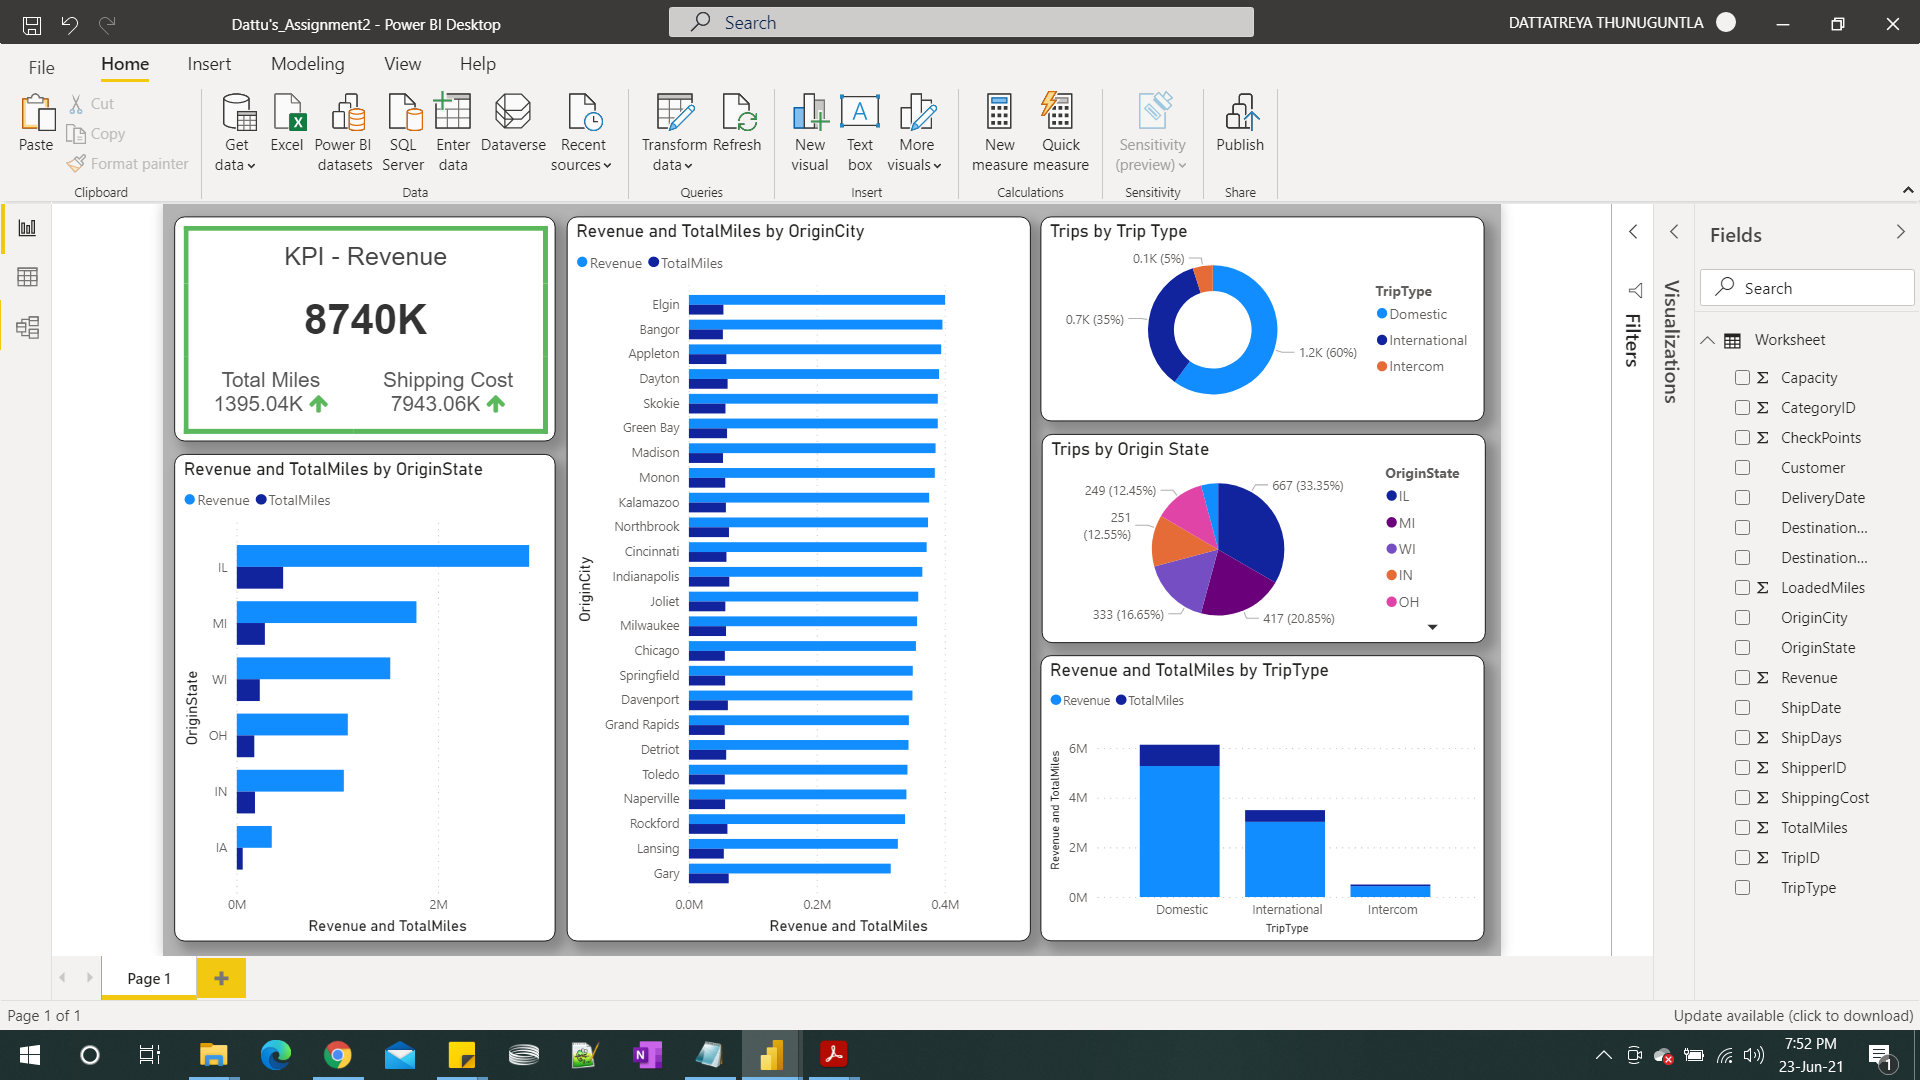 Dattu's_Assignment2 - Power BI Desktop
Search
DATTATREYA THUNUGUNTLA
File
Home
Insert
Modeling
View
Help
Paste
Cut
Copy
Format painter
Clipboard
Get data
Excel
Power BI datasets
SQL Server
Enter data
Dataverse
Recent sources
Data
Transform data
Refresh
Queries
New visual
Text box
More visuals
Insert
New measure
Quick measure
Calculations
Sensitivity (preview)
Sensitivity
Publish
Share
KPI - Revenue
8740K
Total Miles
1395.04K
Shipping Cost
7943.06K
Revenue and TotalMiles by OriginState
Revenue
TotalMiles
OriginState
IL
MI
WI
OH
IN
IA
0M
2M
Revenue and TotalMiles
Revenue and TotalMiles by OriginCity
Revenue
TotalMiles
OriginCity
Elgin
Bangor
Appleton
Dayton
Skokie
Green Bay
Madison
Monon
Kalamazoo
Northbrook
Cincinnati
Indianapolis
Joliet
Milwaukee
Chicago
Springfield
Davenport
Grand Rapids
Detriot
Toledo
Naperville
Rockford
Lansing
Gary
0.0M
0.2M
0.4M
Revenue and TotalMiles
Trips by Trip Type
0.1K (5%)
0.7K (35%)
1.2K (60%)
TripType
Domestic
International
Intercom
Trips by Origin State
249 (12.45%)
251
(12.55%)
333 (16.65%)
667 (33.35%)
417 (20.85%)
OriginState
IL
MI
WI
IN
OH
Revenue and TotalMiles by TripType
Revenue
TotalMiles
Revenue and TotalMiles
6M
4M
2M
0M
Domestic
International
Intercom
TripType
Filters
Visualizations
Fields
Search
Worksheet
Capacity
CategoryID
CheckPoints
Customer
DeliveryDate
Destination...
Destination...
LoadedMiles
OriginCity
OriginState
Revenue
ShipDate
ShipDays
ShipperID
ShippingCost
TotalMiles
TripID
TripType
Page 1
Page 1 of 1
Update available (click to download)
7:52 PM
23-Jun-21
1